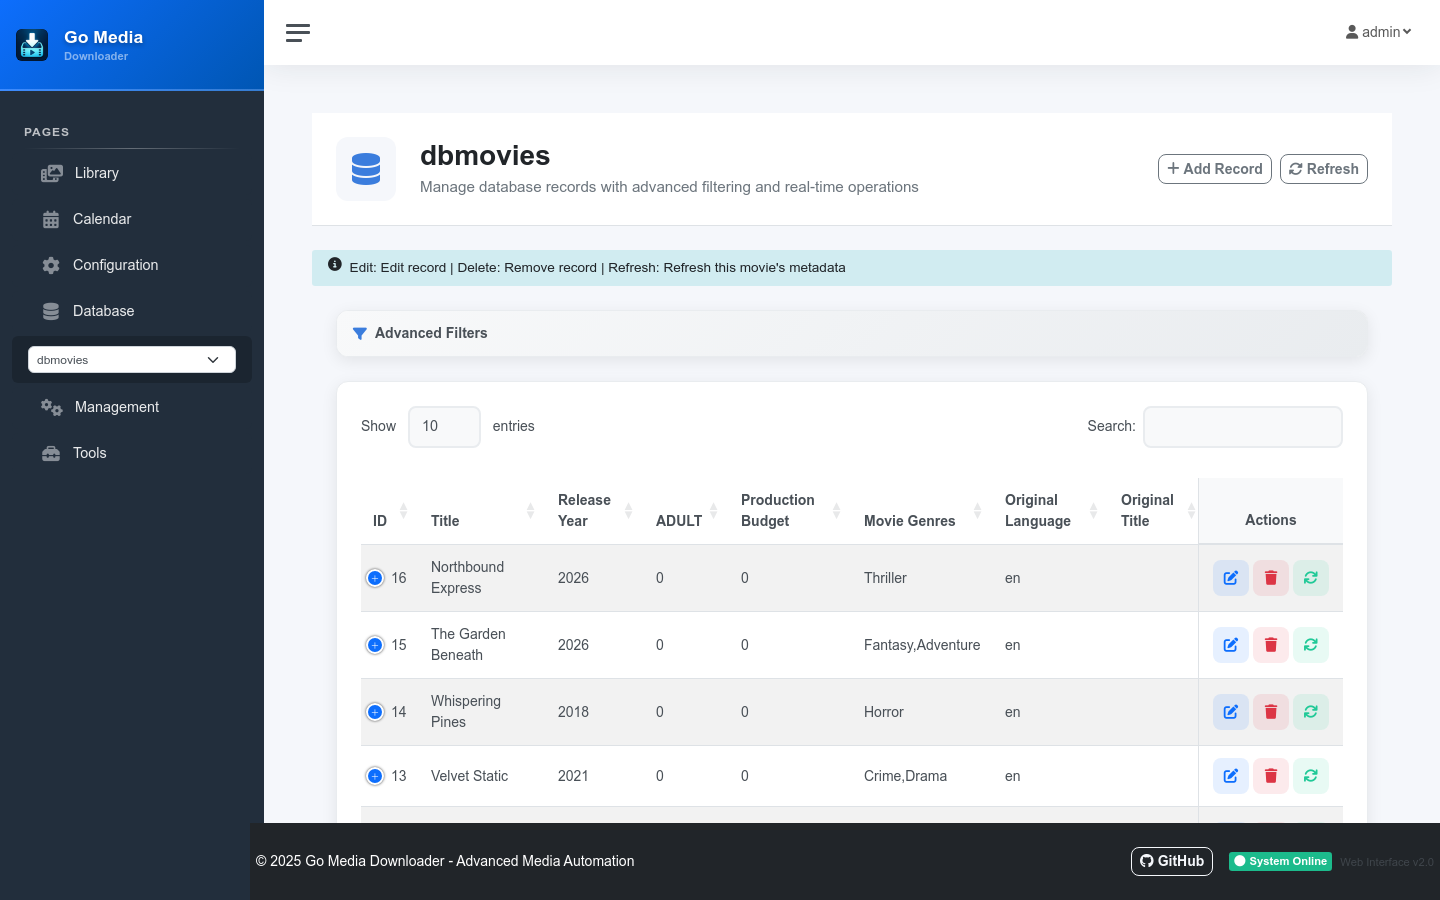 Go Media
Downloader
admin
PAGES
Library
Calendar
Configuration
Database
dbmovies
Management
Tools
dbmovies
Manage database records with advanced filtering and real-time operations
Add Record
Refresh
Edit: Edit record | Delete: Remove record | Refresh: Refresh this movie's metadata
Advanced Filters
Show 10 entries
Search:
ID Title Release Year ADULT Production Budget Movie Genres Original Language Original Title Actions
16 Northbound Express 2026 0 0 Thriller en
15 The Garden Beneath 2026 0 0 Fantasy,Adventure en
14 Whispering Pines 2018 0 0 Horror en
13 Velvet Static 2021 0 0 Crime,Drama en
© 2025 Go Media Downloader - Advanced Media Automation
GitHub
System Online
Web Interface v2.0